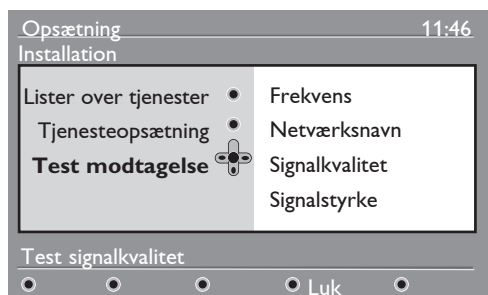 Opsætning 11:46
Installation
Lister over tjenester
Tjenesteopsætning
Test modtagelse
Frekvens
Netværksnavn
Signalkvalitet
Signalstyrke
Test signalkvalitet
Luk